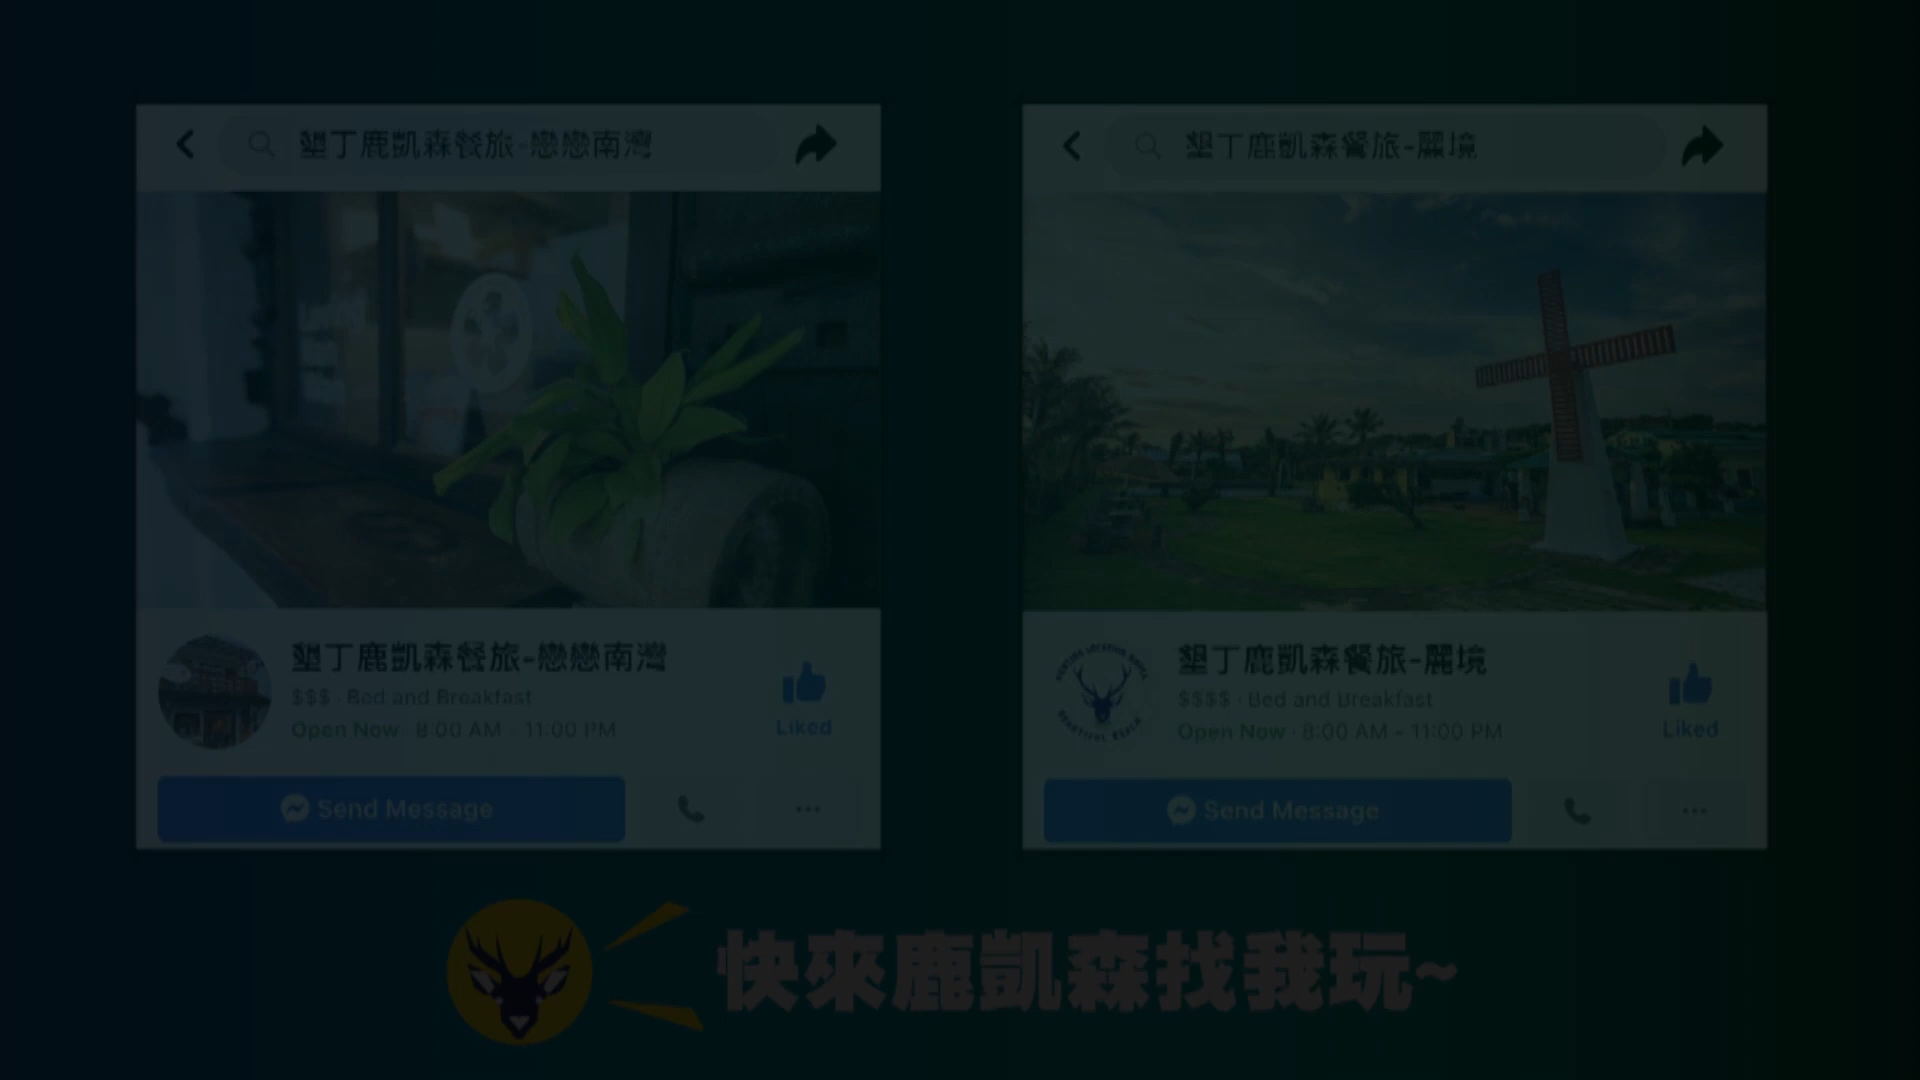 墾丁鹿凱森餐旅-戀戀南灣
墾丁鹿凱森餐旅-戀戀南灣
$$$ · Bed and Breakfast
Open Now · 8:00 AM - 11:00 PM
Liked
Send Message
墾丁鹿凱森餐旅-麗境
墾丁鹿凱森餐旅-麗境
$$$$ · Bed and Breakfast
Open Now · 8:00 AM - 11:00 PM
Liked
Send Message
快來鹿凱森找我玩~